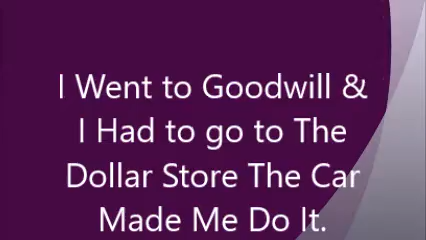 I Went to Goodwill &
I Had to go to The
Dollar Store The Car
Made Me Do It.